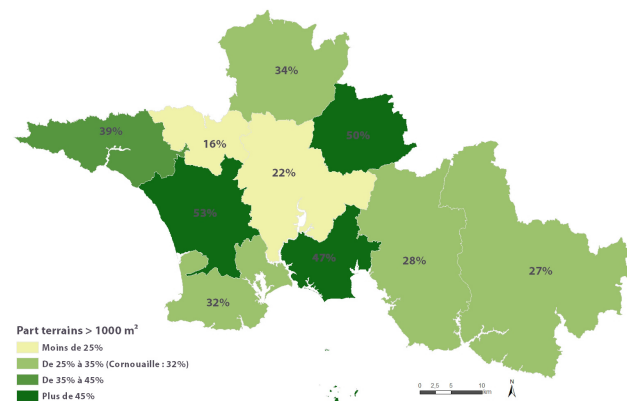 34%
39%
50%
16%
22%
53%
47%
28%
27%
32%
Part terrains > 1000 m²
Moins de 25%
De 25% à 35% (Cornouaille : 32%)
De 35% à 45%
Plus de 45%
0 2,5 5 10
km
N